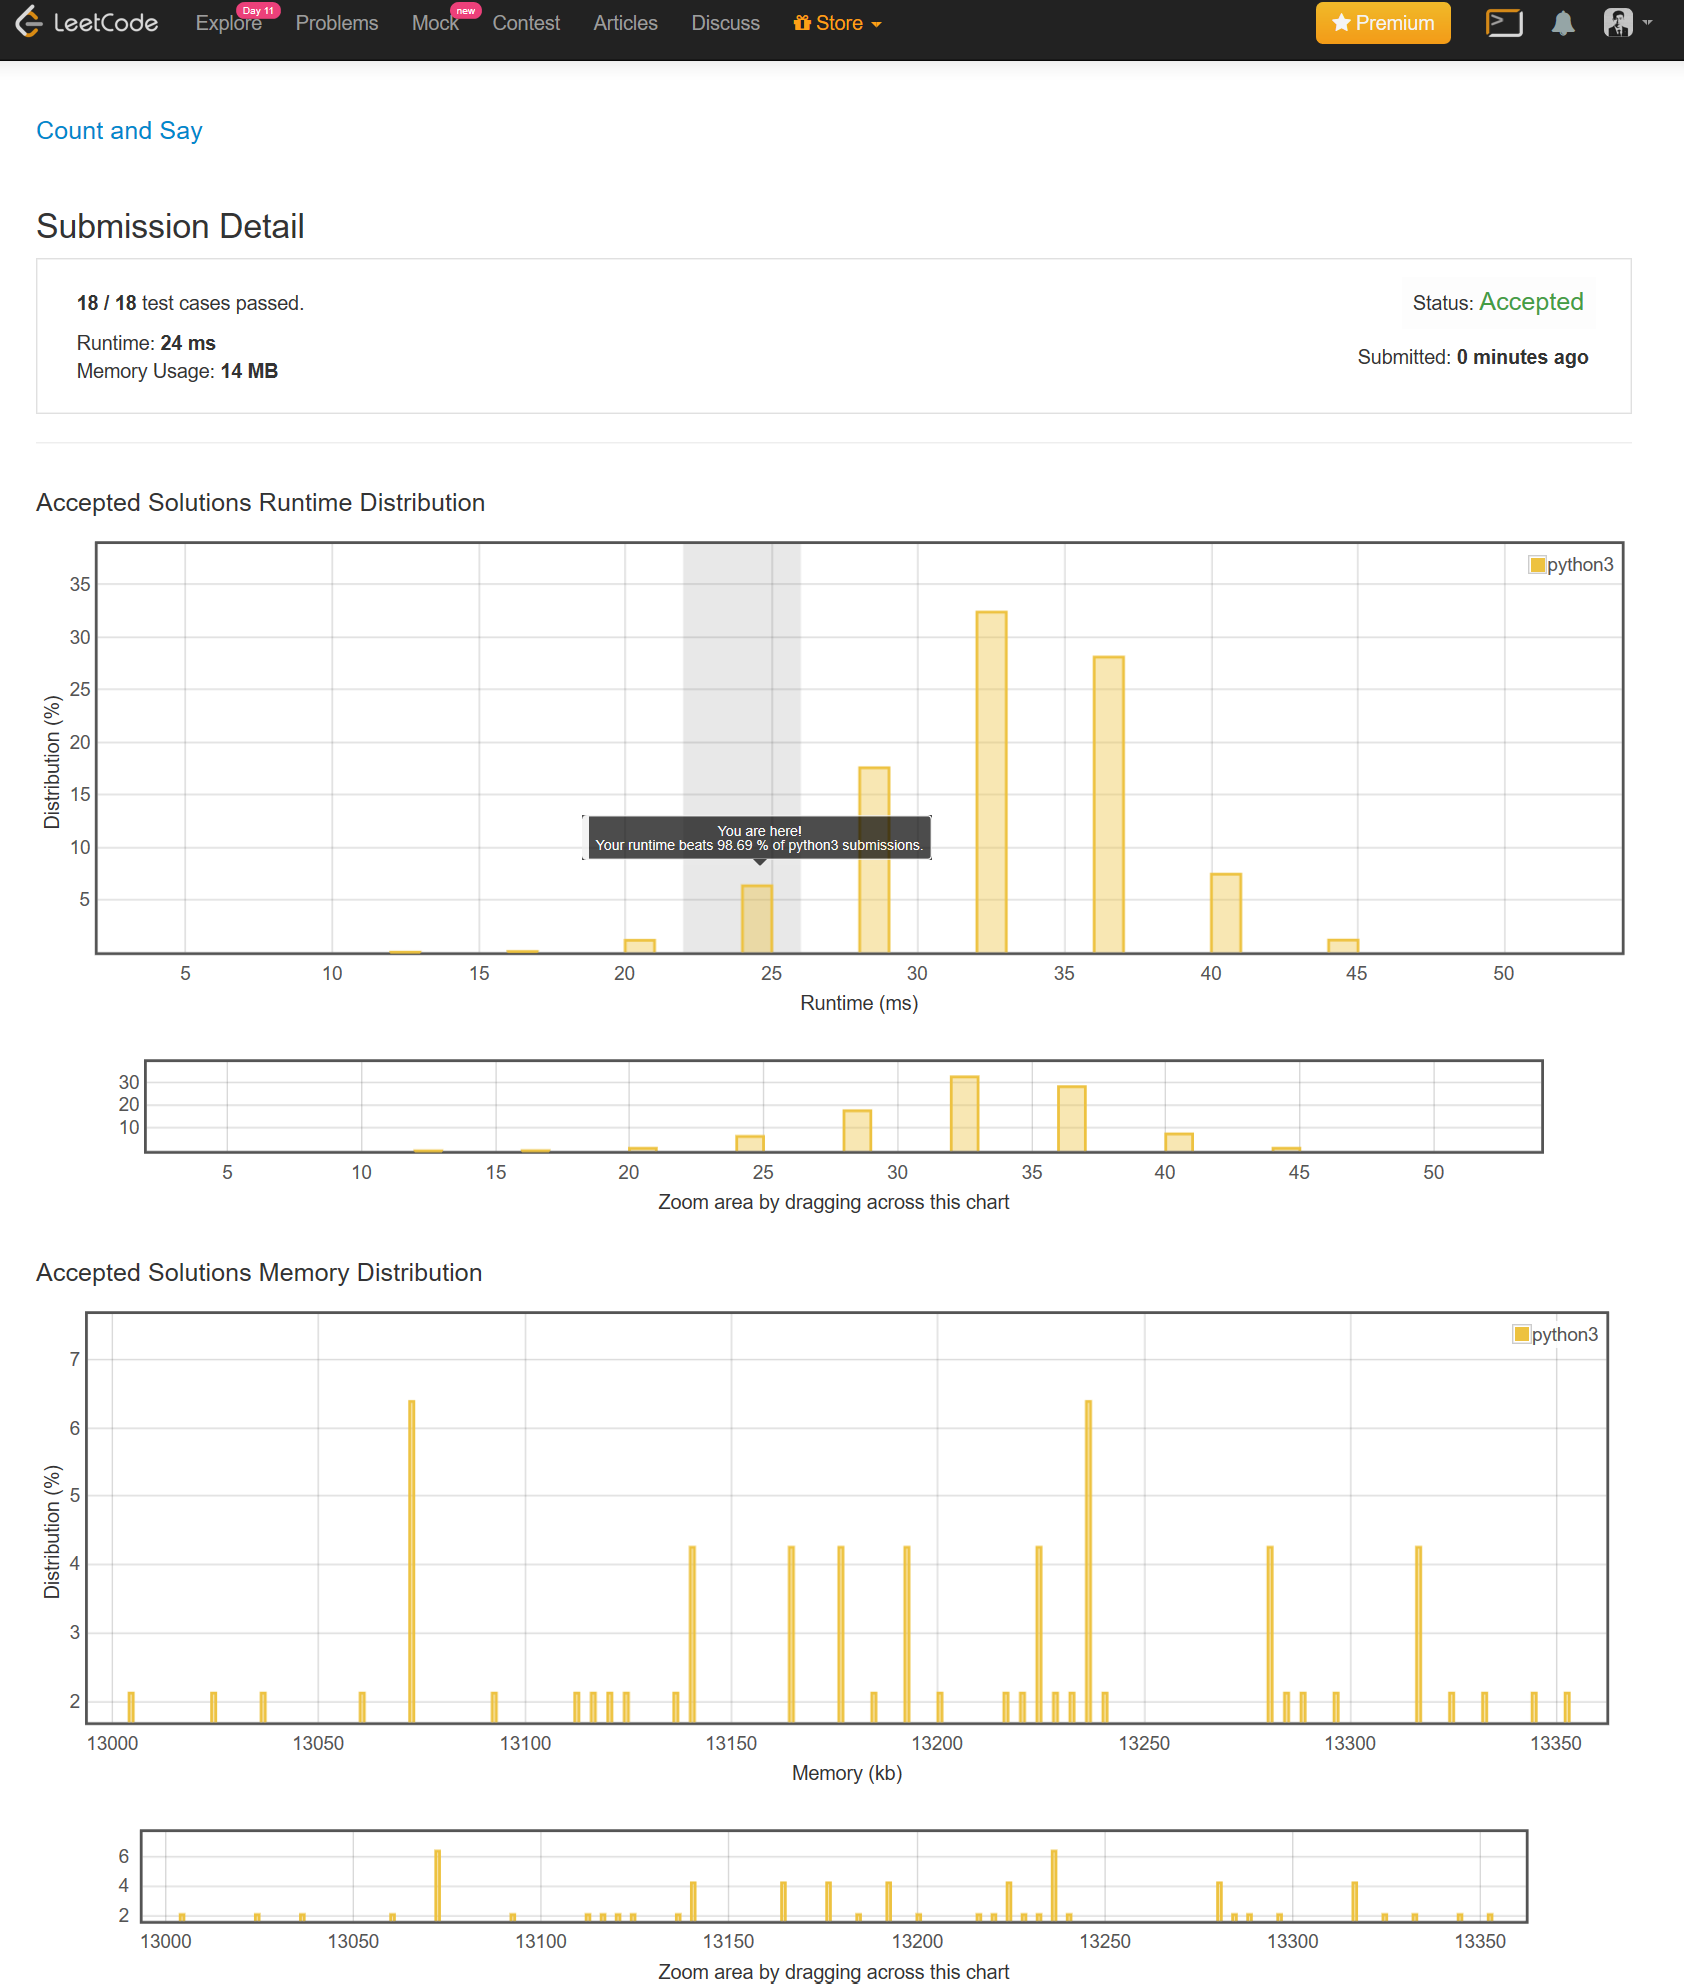 LeetCode Explore Day 11 Problems Mock new Contest Articles Discuss Store Premium
Count and Say
Submission Detail
18 / 18 test cases passed.
Status: Accepted
Runtime: 24 ms
Submitted: 0 minutes ago
Memory Usage: 14 MB
Accepted Solutions Runtime Distribution
python3
35
30
25
20
15
10
5
Distribution (%)
You are here!
Your runtime beats 98.69 % of python3 submissions.
5 10 15 20 25 30 35 40 45 50
Runtime (ms)
30
20
10
5 10 15 20 25 30 35 40 45 50
Zoom area by dragging across this chart
Accepted Solutions Memory Distribution
python3
7
6
5
4
3
2
Distribution (%)
13000 13050 13100 13150 13200 13250 13300 13350
Memory (kb)
6
4
2
13000 13050 13100 13150 13200 13250 13300 13350
Zoom area by dragging across this chart